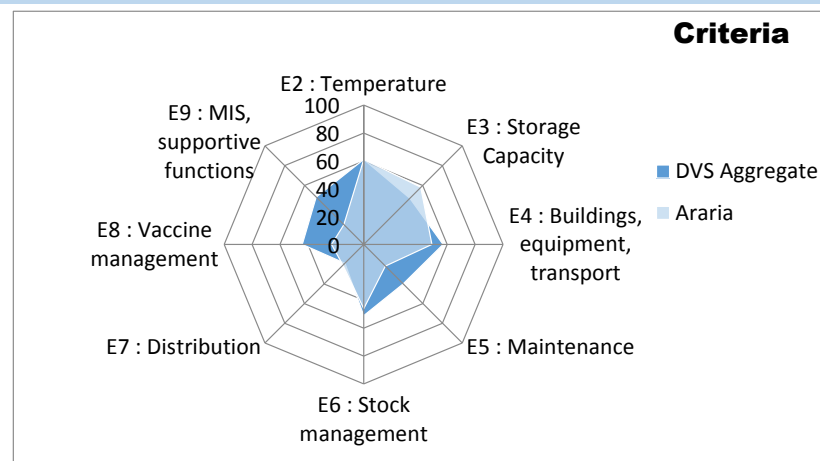 Criteria
E2 : Temperature
100
80
60
40
20
0
E3 : Storage
Capacity
E4 : Buildings,
equipment,
transport
E5 : Maintenance
E6 : Stock
management
E7 : Distribution
E8 : Vaccine
management
E9 : MIS,
supportive
functions
DVS Aggregate
Araria